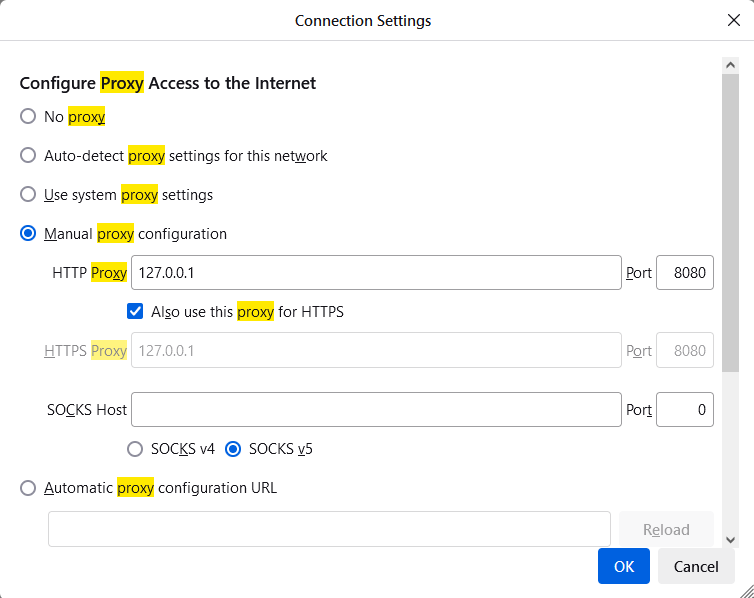 Connection Settings
Configure Proxy Access to the Internet
No proxy
Auto-detect proxy settings for this network
Use system proxy settings
Manual proxy configuration
HTTP Proxy 127.0.0.1 Port 8080
Also use this proxy for HTTPS
HTTPS Proxy 127.0.0.1 Port 8080
SOCKS Host Port 0
SOCKS v4 SOCKS v5
Automatic proxy configuration URL
Reload
OK Cancel